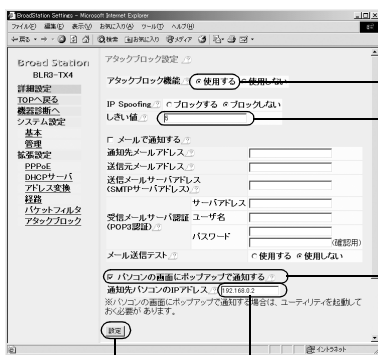 BroadStation Settings - Microsoft Internet Explorer
ファイル(F) 編集(E) 表示(V) お気に入り(A) ツール(T) ヘルプ(H)
戻る 検索 お気に入り メディア
Broad Station
BLR3-TX4
詳細設定
TOPへ戻る
機器診断へ
システム設定
基本
管理
拡張設定
PPPoE
DHCPサーバ
アドレス変換
経路
パケットフィルタ
アタックブロック
アタックブロック設定
アタックブロック機能 使用する 使用しない
IP Spoofing ブロックする ブロックしない
しきい値 5
メールで通知する
通知先メールアドレス
送信元メールアドレス
送信メールサーバアドレス
(SMTPサーバアドレス)
サーバアドレス
受信メールサーバ認証 ユーザ名
(POP3認証)
パスワード
(確認用)
メール送信テスト 使用する 使用しない
パソコンの画面にポップアップで通知する
通知先パソコンのIPアドレス 192.168.0.2
※パソコンの画面にポップアップで通知する場合は、ユーティリティを起動して
おく必要があります。
設定
イントラネット